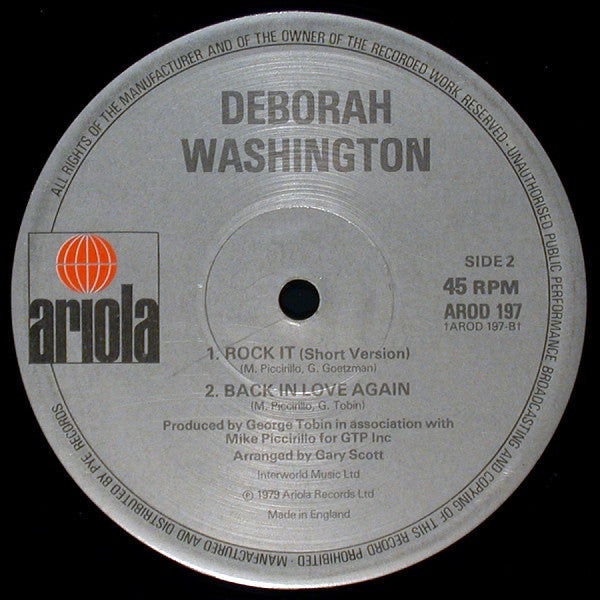 ALL RIGHTS OF THE MANUFACTURER AND OF THE OWNER OF THE RECORDED WORK RESERVED · UNAUTHORISED PUBLIC PERFORMANCE BROADCASTING AND COPYING OF THIS RECORD PROHIBITED · MANFACTURED AND DISTRIBUTED BY PYE RECORDS
DEBORAH
WASHINGTON
ariola
SIDE 2
45 RPM
AROD 197
†AROD 197-B†
1. ROCK IT (Short Version)
(M. Piccirillo, G. Goetzman)
2. BACK IN LOVE AGAIN
(M. Piccirillo, G. Tobin)
Produced by George Tobin in association with
Mike Piccirillo for GTP Inc
Arranged by Gary Scott
Interworld Music Ltd
℗ 1979 Ariola Records Ltd
Made in England